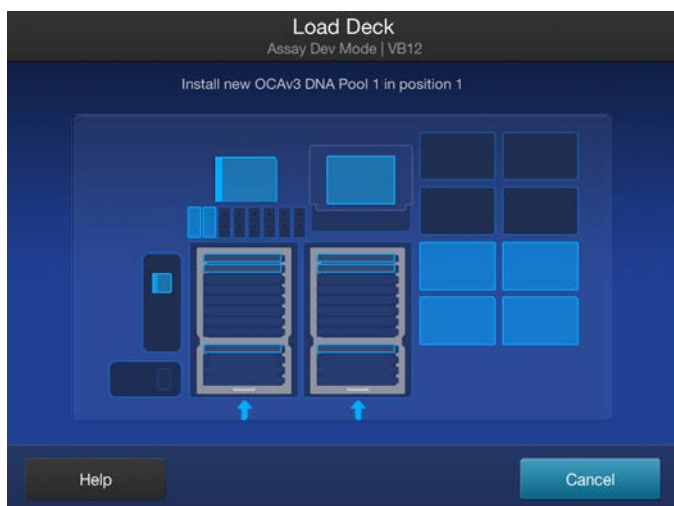 Load Deck
Assay Dev Mode | VB12
Install new OCAv3 DNA Pool 1 in position 1
Help
Cancel